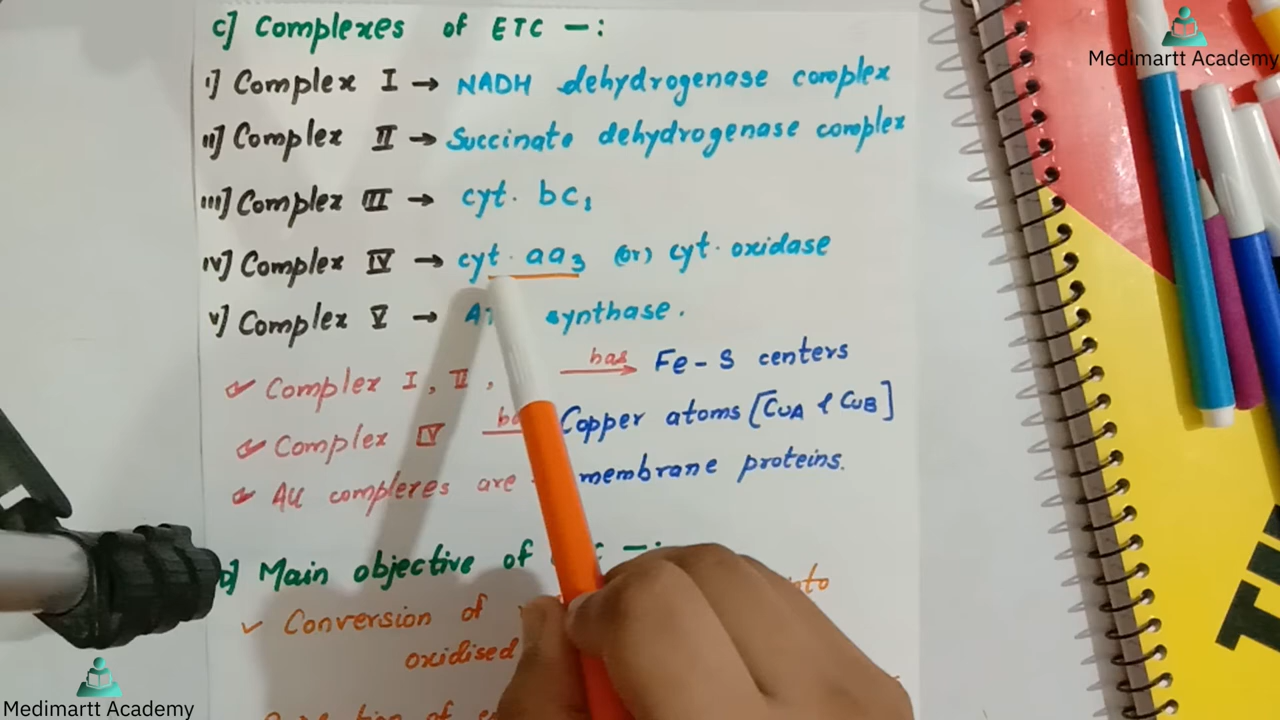 Medimartt Academy
C] Complexes of ETC -:
i] Complex I → NADH dehydrogenase complex
ii] Complex II → Succinate dehydrogenase complex
iii] Complex III → cyt. bc₁
iv] Complex IV → cyt. aa₃ (or) cyt. oxidase
v] Complex V → synthase.
✓ Complex I, II, has → Fe-S centers
✓ Complex IV Copper atoms [CuA & CuB]
✓ All complexes are membrane proteins.
D] Main objective of -:
✓ Conversion of
oxidised
Medimartt Academy